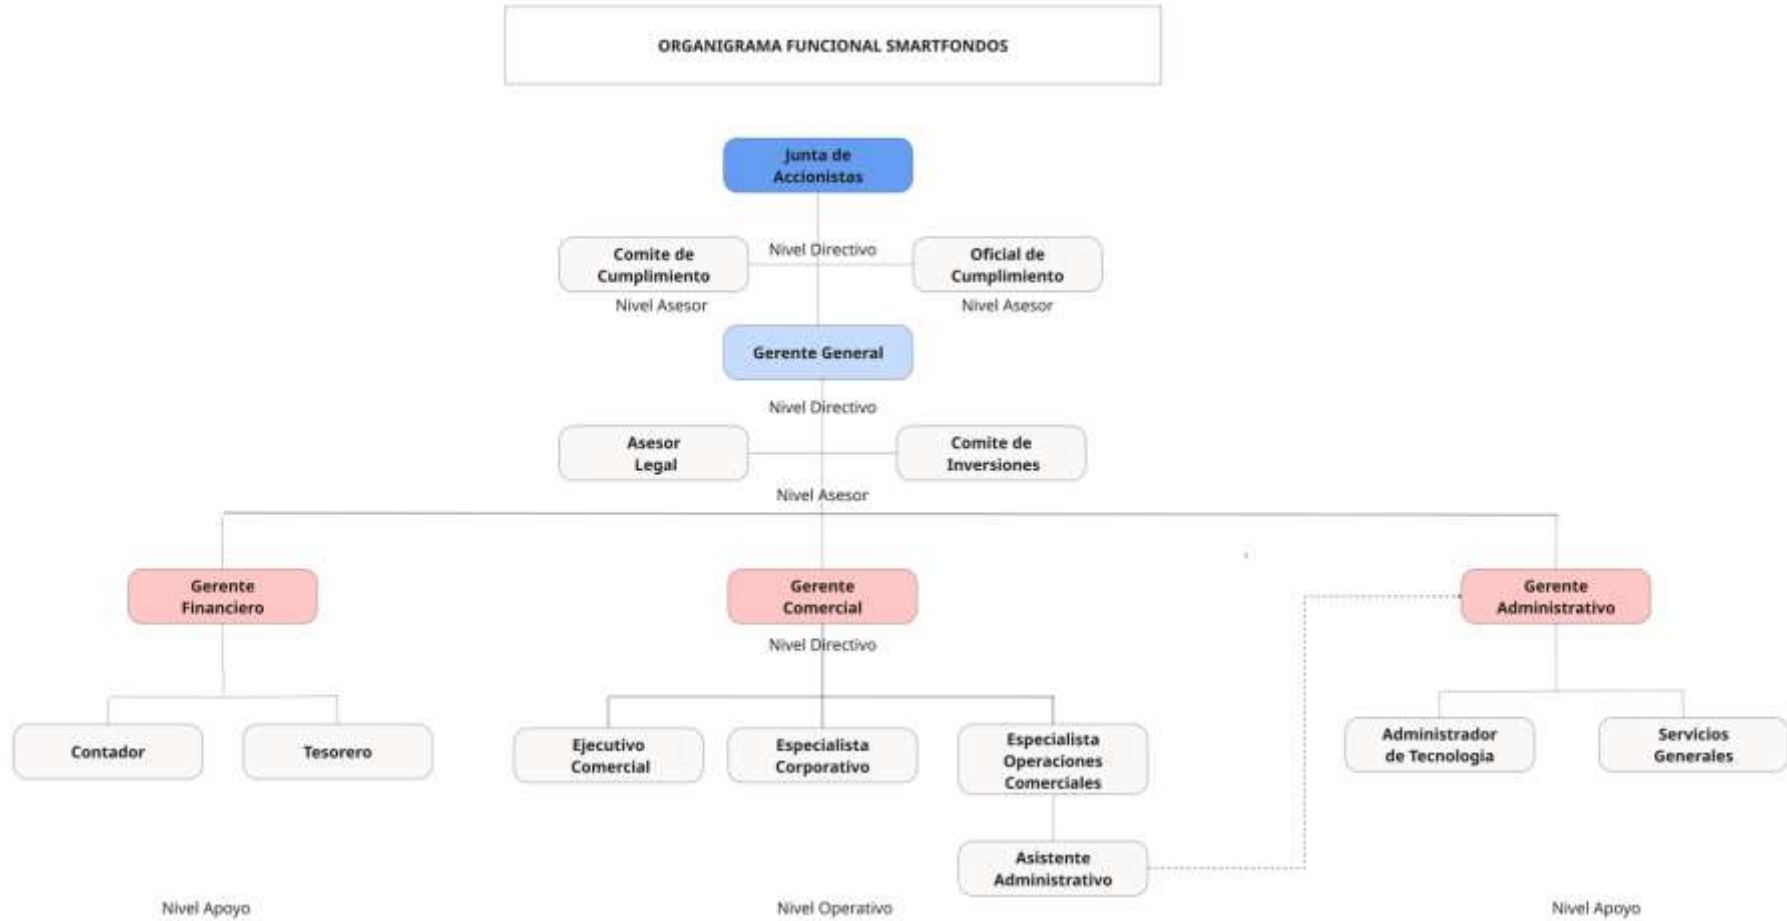 ORGANIGRAMA FUNCIONAL SMARTFONDOS
Junta de
Accionistas
Nivel Directivo
Comite de
Cumplimiento
Oficial de
Cumplimiento
Nivel Asesor
Nivel Asesor
Gerente General
Nivel Directivo
Asesor
Legal
Comite de
Inversiones
Nivel Asesor
Gerente
Financiero
Gerente
Comercial
Gerente
Administrativo
Nivel Directivo
Contador
Tesorero
Ejecutivo
Comercial
Especialista
Corporativo
Especialista
Operaciones
Comerciales
Administrador
de Tecnologia
Servicios
Generales
Asistente
Administrativo
Nivel Apoyo
Nivel Operativo
Nivel Apoyo